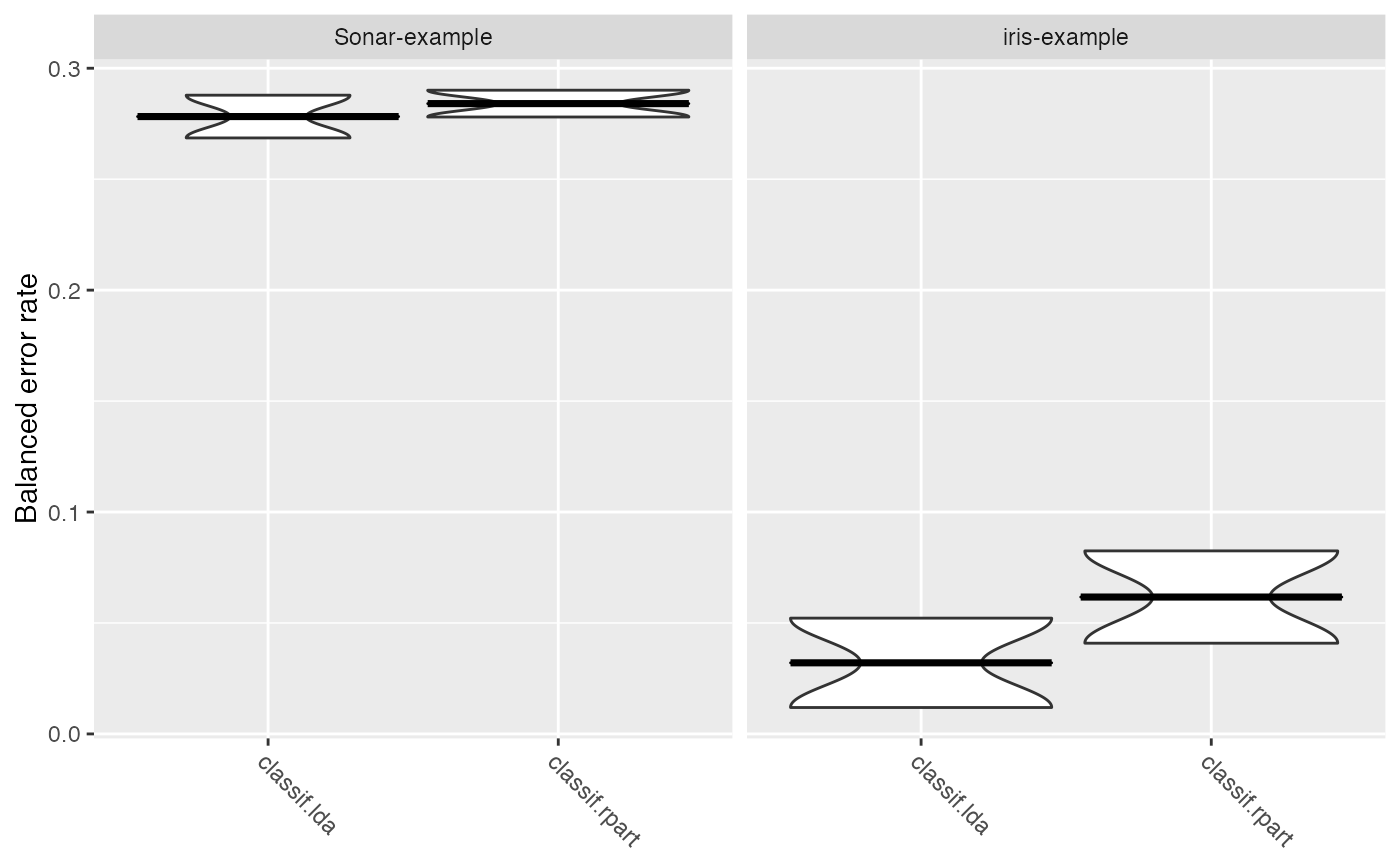 Sonar-example
iris-example
Balanced error rate
0.3
0.2
0.1
0.0
classif.lda
classif.rpart
classif.lda
classif.rpart